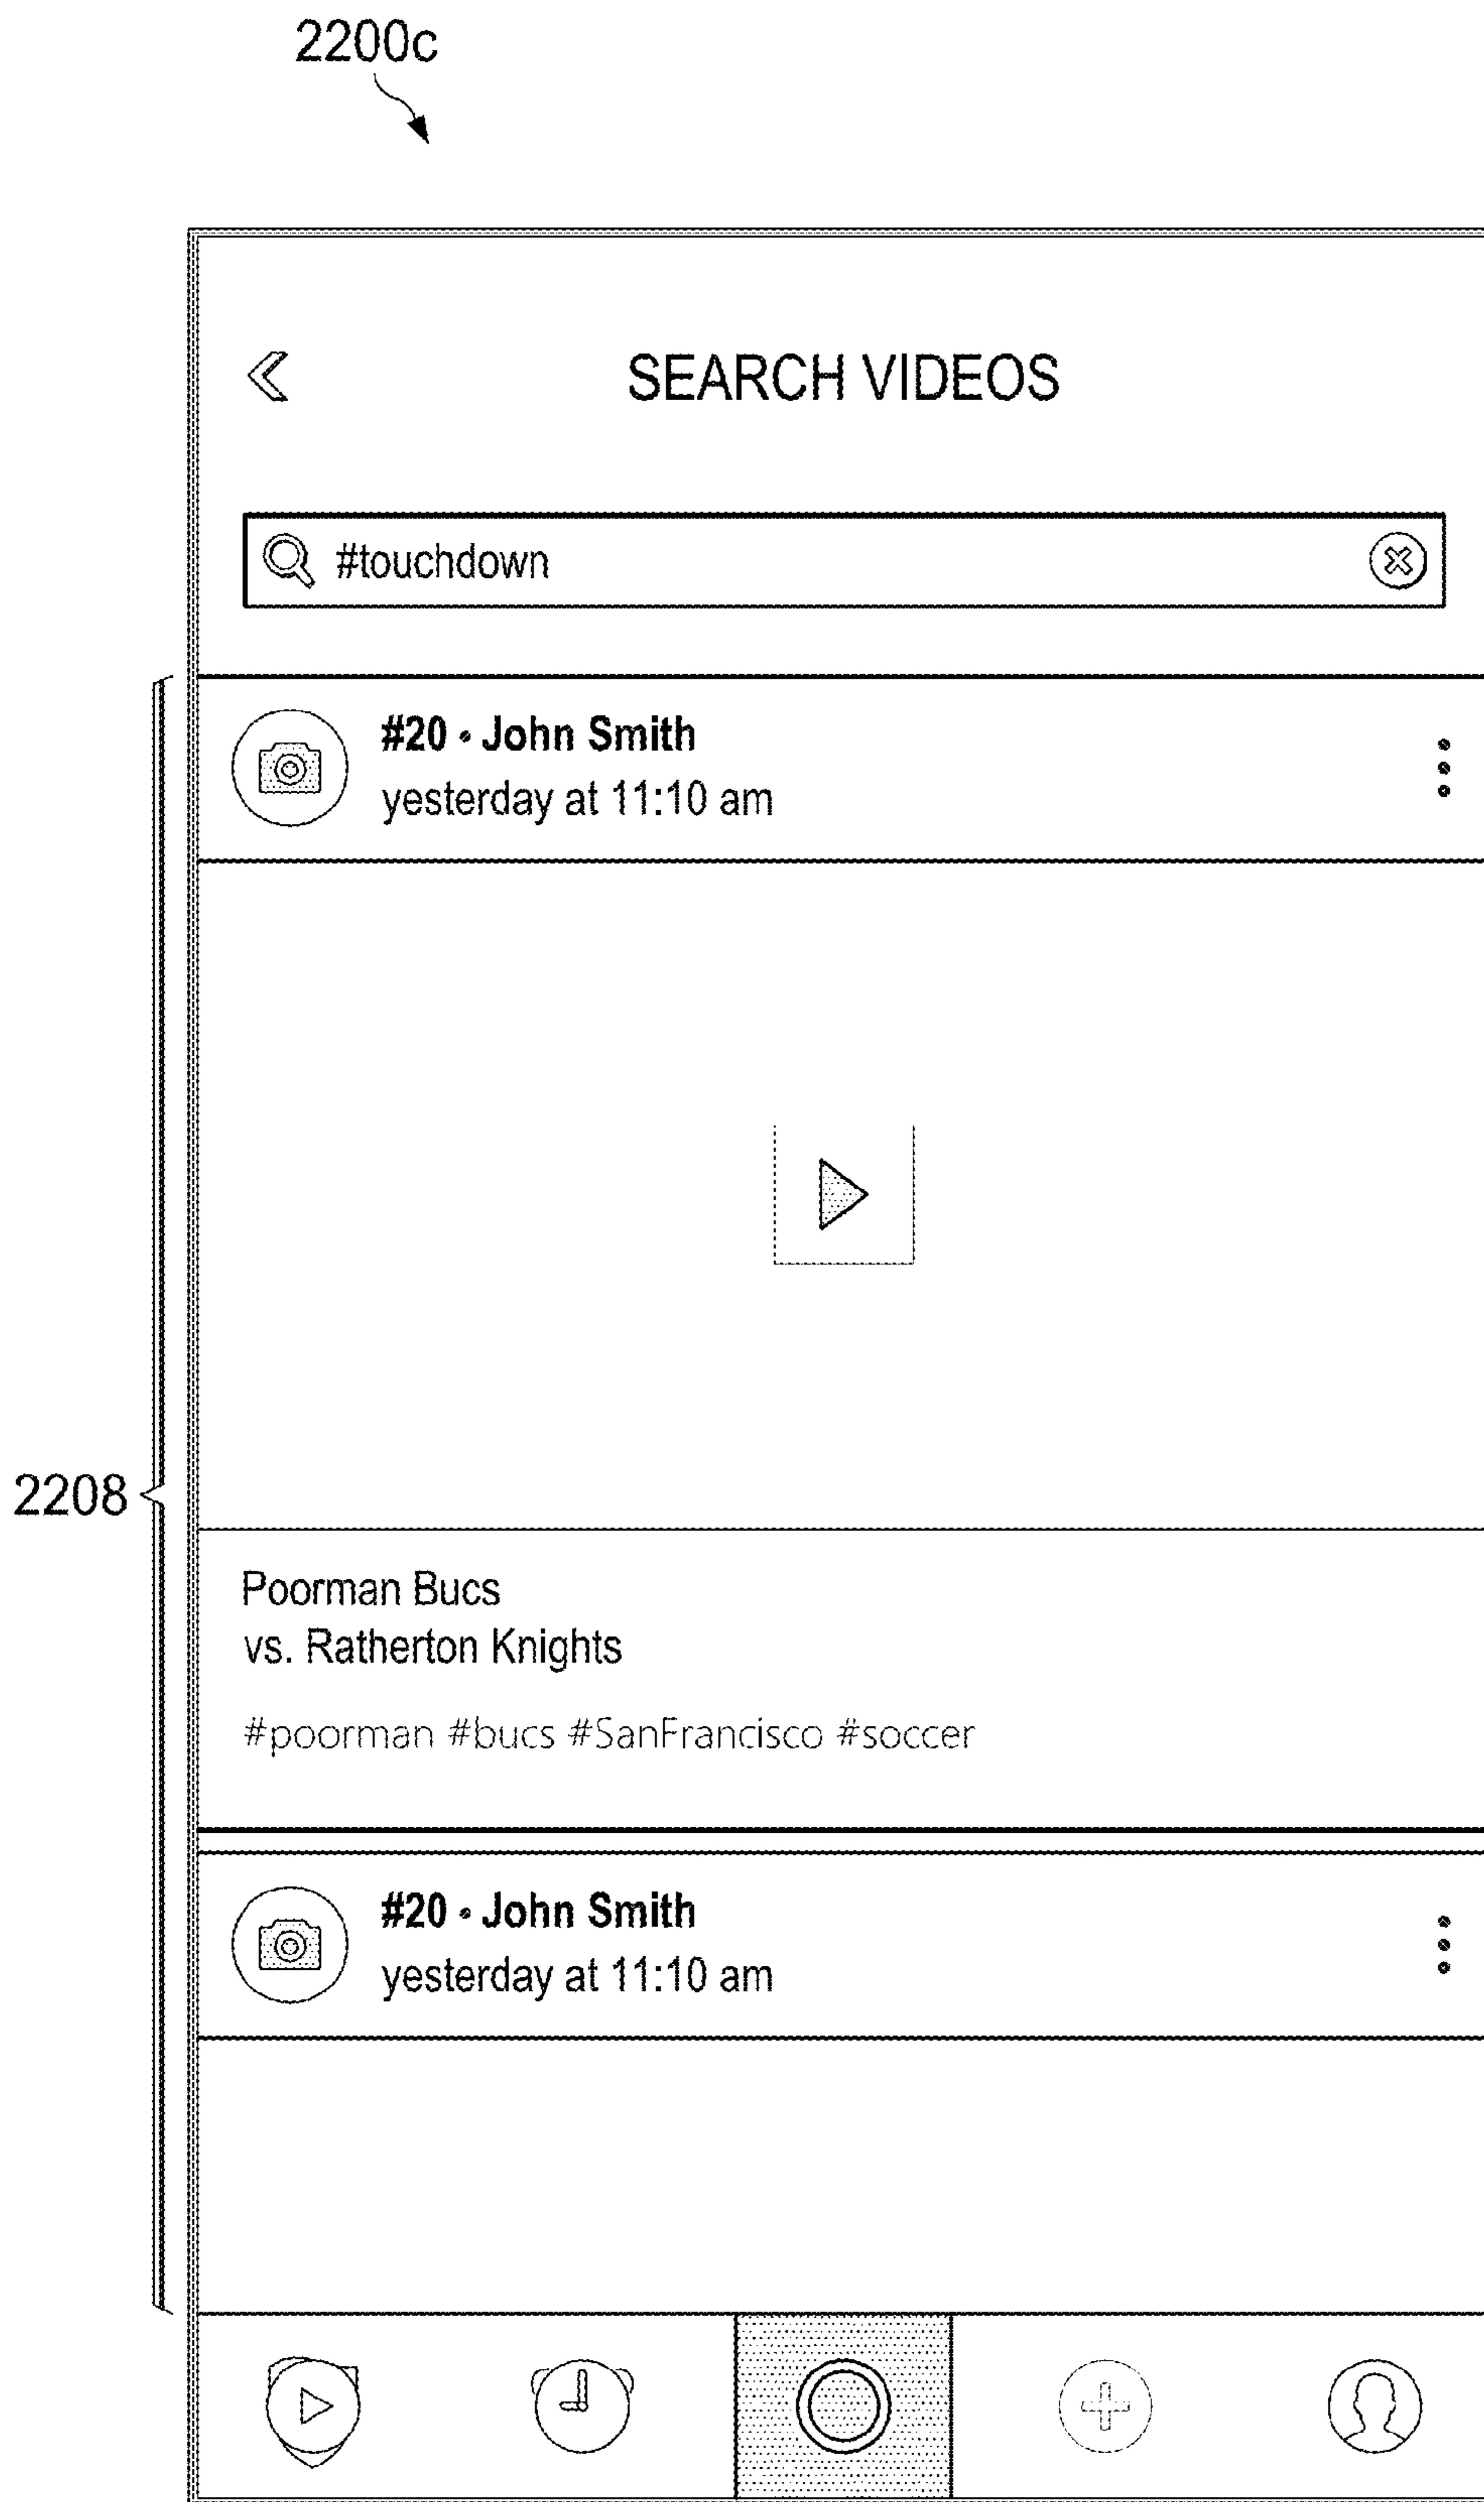 2200c
SEARCH VIDEOS
#touchdown
#20 • John Smith
yesterday at 11:10 am
2208
Poorman Bucs
vs. Ratherton Knights
#poorman #bucs #SanFrancisco #soccer
#20 • John Smith
yesterday at 11:10 am